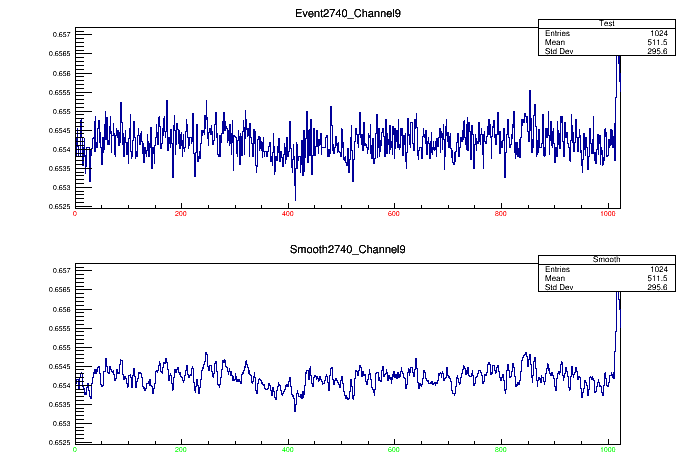 Event2740_Channel9
Test
Entries 1024
Mean 511.5
Std Dev 295.6
0.657
0.6565
0.656
0.6555
0.655
0.6545
0.654
0.6535
0.653
0.6525
0 200 400 600 800 1000
Smooth2740_Channel9
Smooth
Entries 1024
Mean 511.5
Std Dev 295.6
0.657
0.6565
0.656
0.6555
0.655
0.6545
0.654
0.6535
0.653
0.6525
0 200 400 600 800 1000